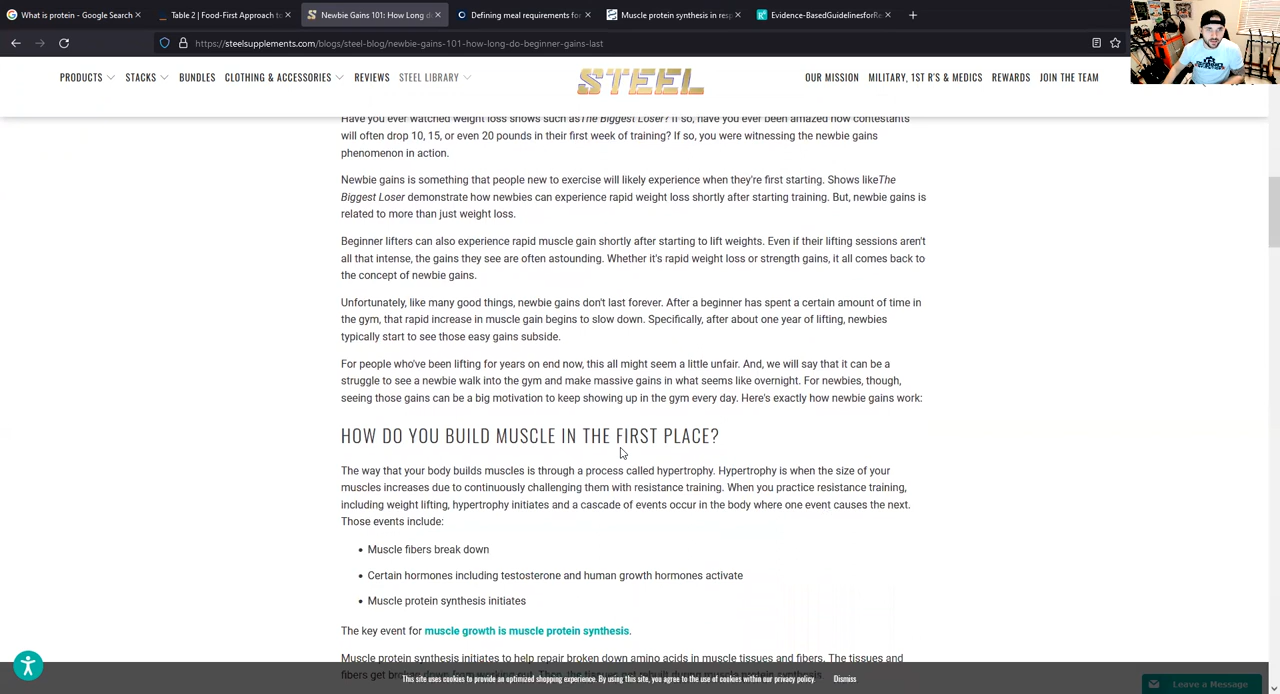 What is protein - Google Search
Table 2 | Food-First Approach to
Newbie Gains 101: How Long d
Defining meal requirements for
Muscle protein synthesis in resp
Evidence-BasedGuidelinesforRe
https://steelsupplements.com/blogs/steel-blog/newbie-gains-101-how-long-do-beginner-gains-last
PRODUCTS STACKS BUNDLES CLOTHING & ACCESSORIES REVIEWS STEEL LIBRARY STEEL OUR MISSION MILITARY, 1ST R'S & MEDICS REWARDS JOIN THE TEAM
Have you ever watched weight loss shows such asThe Biggest Loser? If so, have you ever been amazed how contestants
will often drop 10, 15, or even 20 pounds in their first week of training? If so, you were witnessing the newbie gains
phenomenon in action.
Newbie gains is something that people new to exercise will likely experience when they're first starting. Shows likeThe
Biggest Loser demonstrate how newbies can experience rapid weight loss shortly after starting training. But, newbie gains is
related to more than just weight loss.
Beginner lifters can also experience rapid muscle gain shortly after starting to lift weights. Even if their lifting sessions aren't
all that intense, the gains they see are often astounding. Whether it's rapid weight loss or strength gains, it all comes back to
the concept of newbie gains.
Unfortunately, like many good things, newbie gains don't last forever. After a beginner has spent a certain amount of time in
the gym, that rapid increase in muscle gain begins to slow down. Specifically, after about one year of lifting, newbies
typically start to see those easy gains subside.
For people who've been lifting for years on end now, this all might seem a little unfair. And, we will say that it can be a
struggle to see a newbie walk into the gym and make massive gains in what seems like overnight. For newbies, though,
seeing those gains can be a big motivation to keep showing up in the gym every day. Here's exactly how newbie gains work:
HOW DO YOU BUILD MUSCLE IN THE FIRST PLACE?
The way that your body builds muscles is through a process called hypertrophy. Hypertrophy is when the size of your
muscles increases due to continuously challenging them with resistance training. When you practice resistance training,
including weight lifting, hypertrophy initiates and a cascade of events occur in the body where one event causes the next.
Those events include:
• Muscle fibers break down
• Certain hormones including testosterone and human growth hormones activate
• Muscle protein synthesis initiates
The key event for muscle growth is muscle protein synthesis.
Muscle protein synthesis initiates to help repair broken down amino acids in muscle tissues and fibers. The tissues and
This site uses cookies to provide an optimized shopping experience. By using this site, you agree to the use of cookies within our privacy policy. Dismiss
Leave a Message